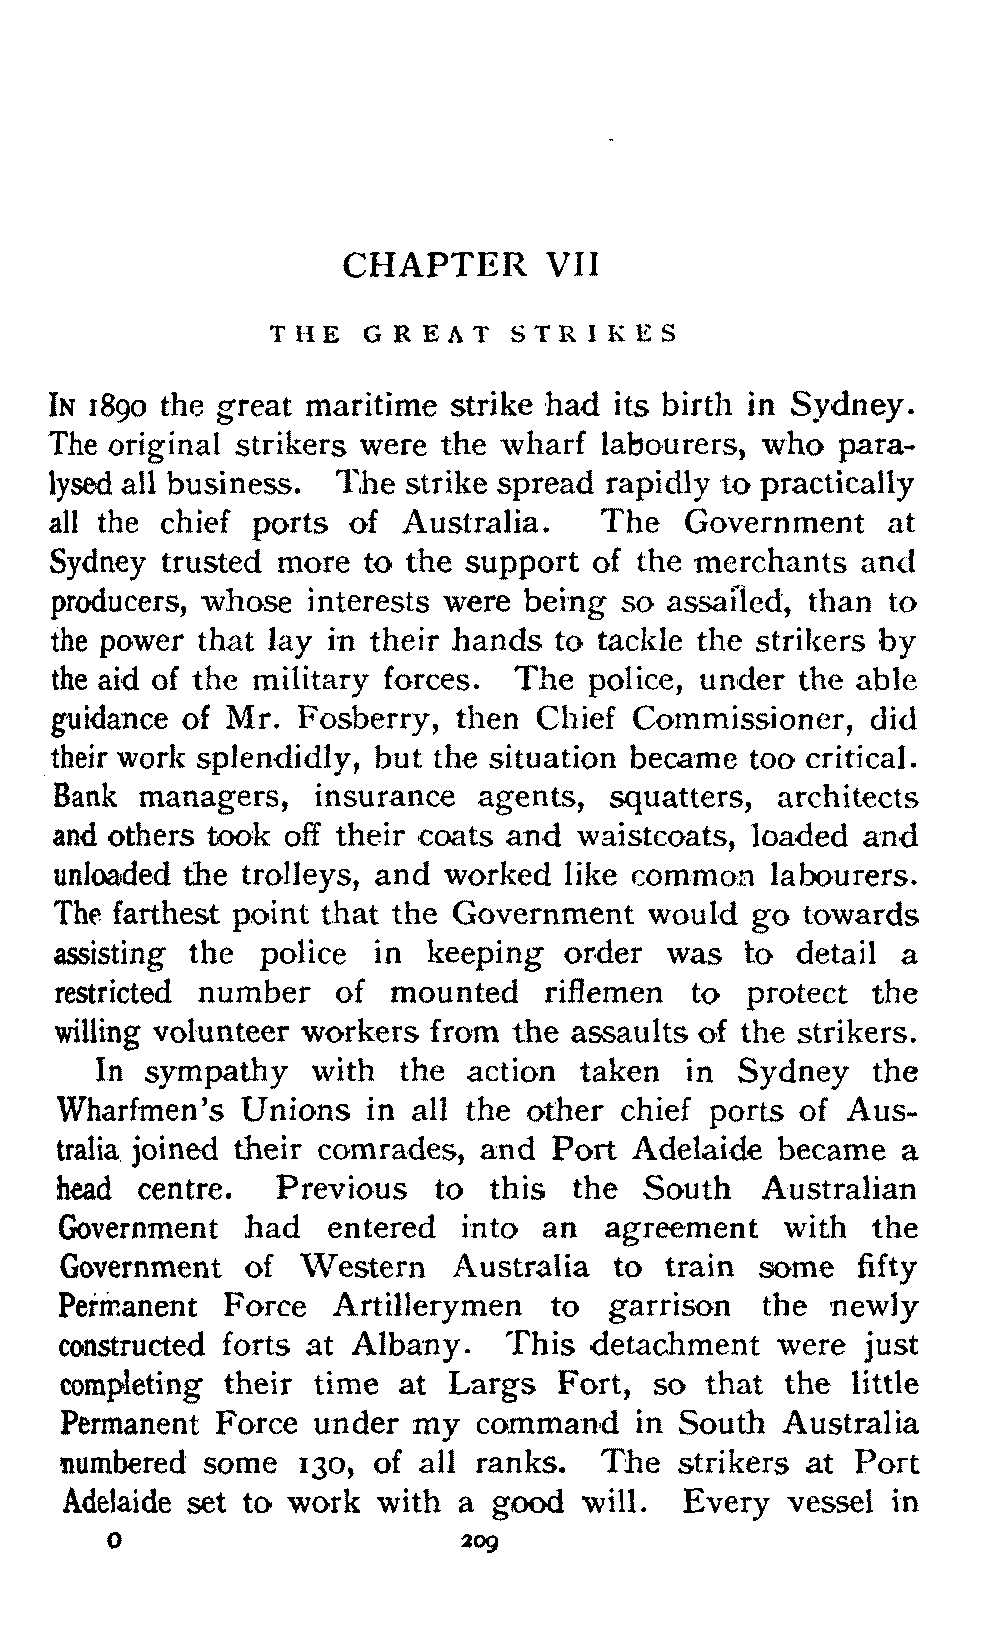 CHAPTER VII
THE GREAT STRIKES
IN 1890 the great maritime strike had its birth in Sydney.
The original strikers were the wharf labourers, who para-
lysed all business. The strike spread rapidly to practically
all the chief ports of Australia. The Government at
Sydney trusted more to the support of the merchants and
producers, whose interests were being so assailed, than to
the power that lay in their hands to tackle the strikers by
the aid of the military forces. The police, under the able
guidance of Mr. Fosberry, then Chief Commissioner, did
their work splendidly, but the situation became too critical.
Bank managers, insurance agents, squatters, architects
and others took off their coats and waistcoats, loaded and
unloaded the trolleys, and worked like common labourers.
The farthest point that the Government would go towards
assisting the police in keeping order was to detail a
restricted number of mounted riflemen to protect the
willing volunteer workers from the assaults of the strikers.
In sympathy with the action taken in Sydney the
Wharfmen's Unions in all the other chief ports of Aus-
tralia joined their comrades, and Port Adelaide became a
head centre. Previous to this the South Australian
Government had entered into an agreement with the
Government of Western Australia to train some fifty
Permanent Force Artillerymen to garrison the newly
constructed forts at Albany. This detachment were just
completing their time at Largs Fort, so that the little
Permanent Force under my command in South Australia
numbered some 130, of all ranks. The strikers at Port
Adelaide set to work with a good will. Every vessel in
O 209